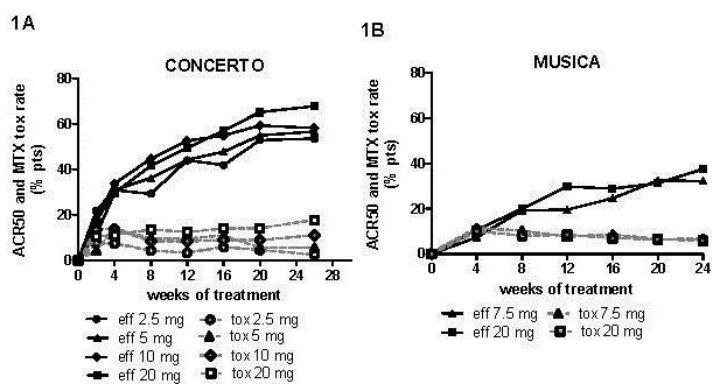 1A
CONCERTO
ACR50 and MTX tox rate
(% pts)
80
60
40
20
0
0 4 8 12 16 20 24 28
weeks of treatment
eff 2.5 mg tox 2.5 mg
eff 5 mg tox 5 mg
eff 10 mg tox 10 mg
eff 20 mg tox 20 mg
1B
MUSICA
ACR50 and MTX tox rate
(% pts)
80
60
40
20
0
0 4 8 12 16 20 24
weeks of treatment
eff 7.5 mg tox 7.5 mg
eff 20 mg tox 20 mg